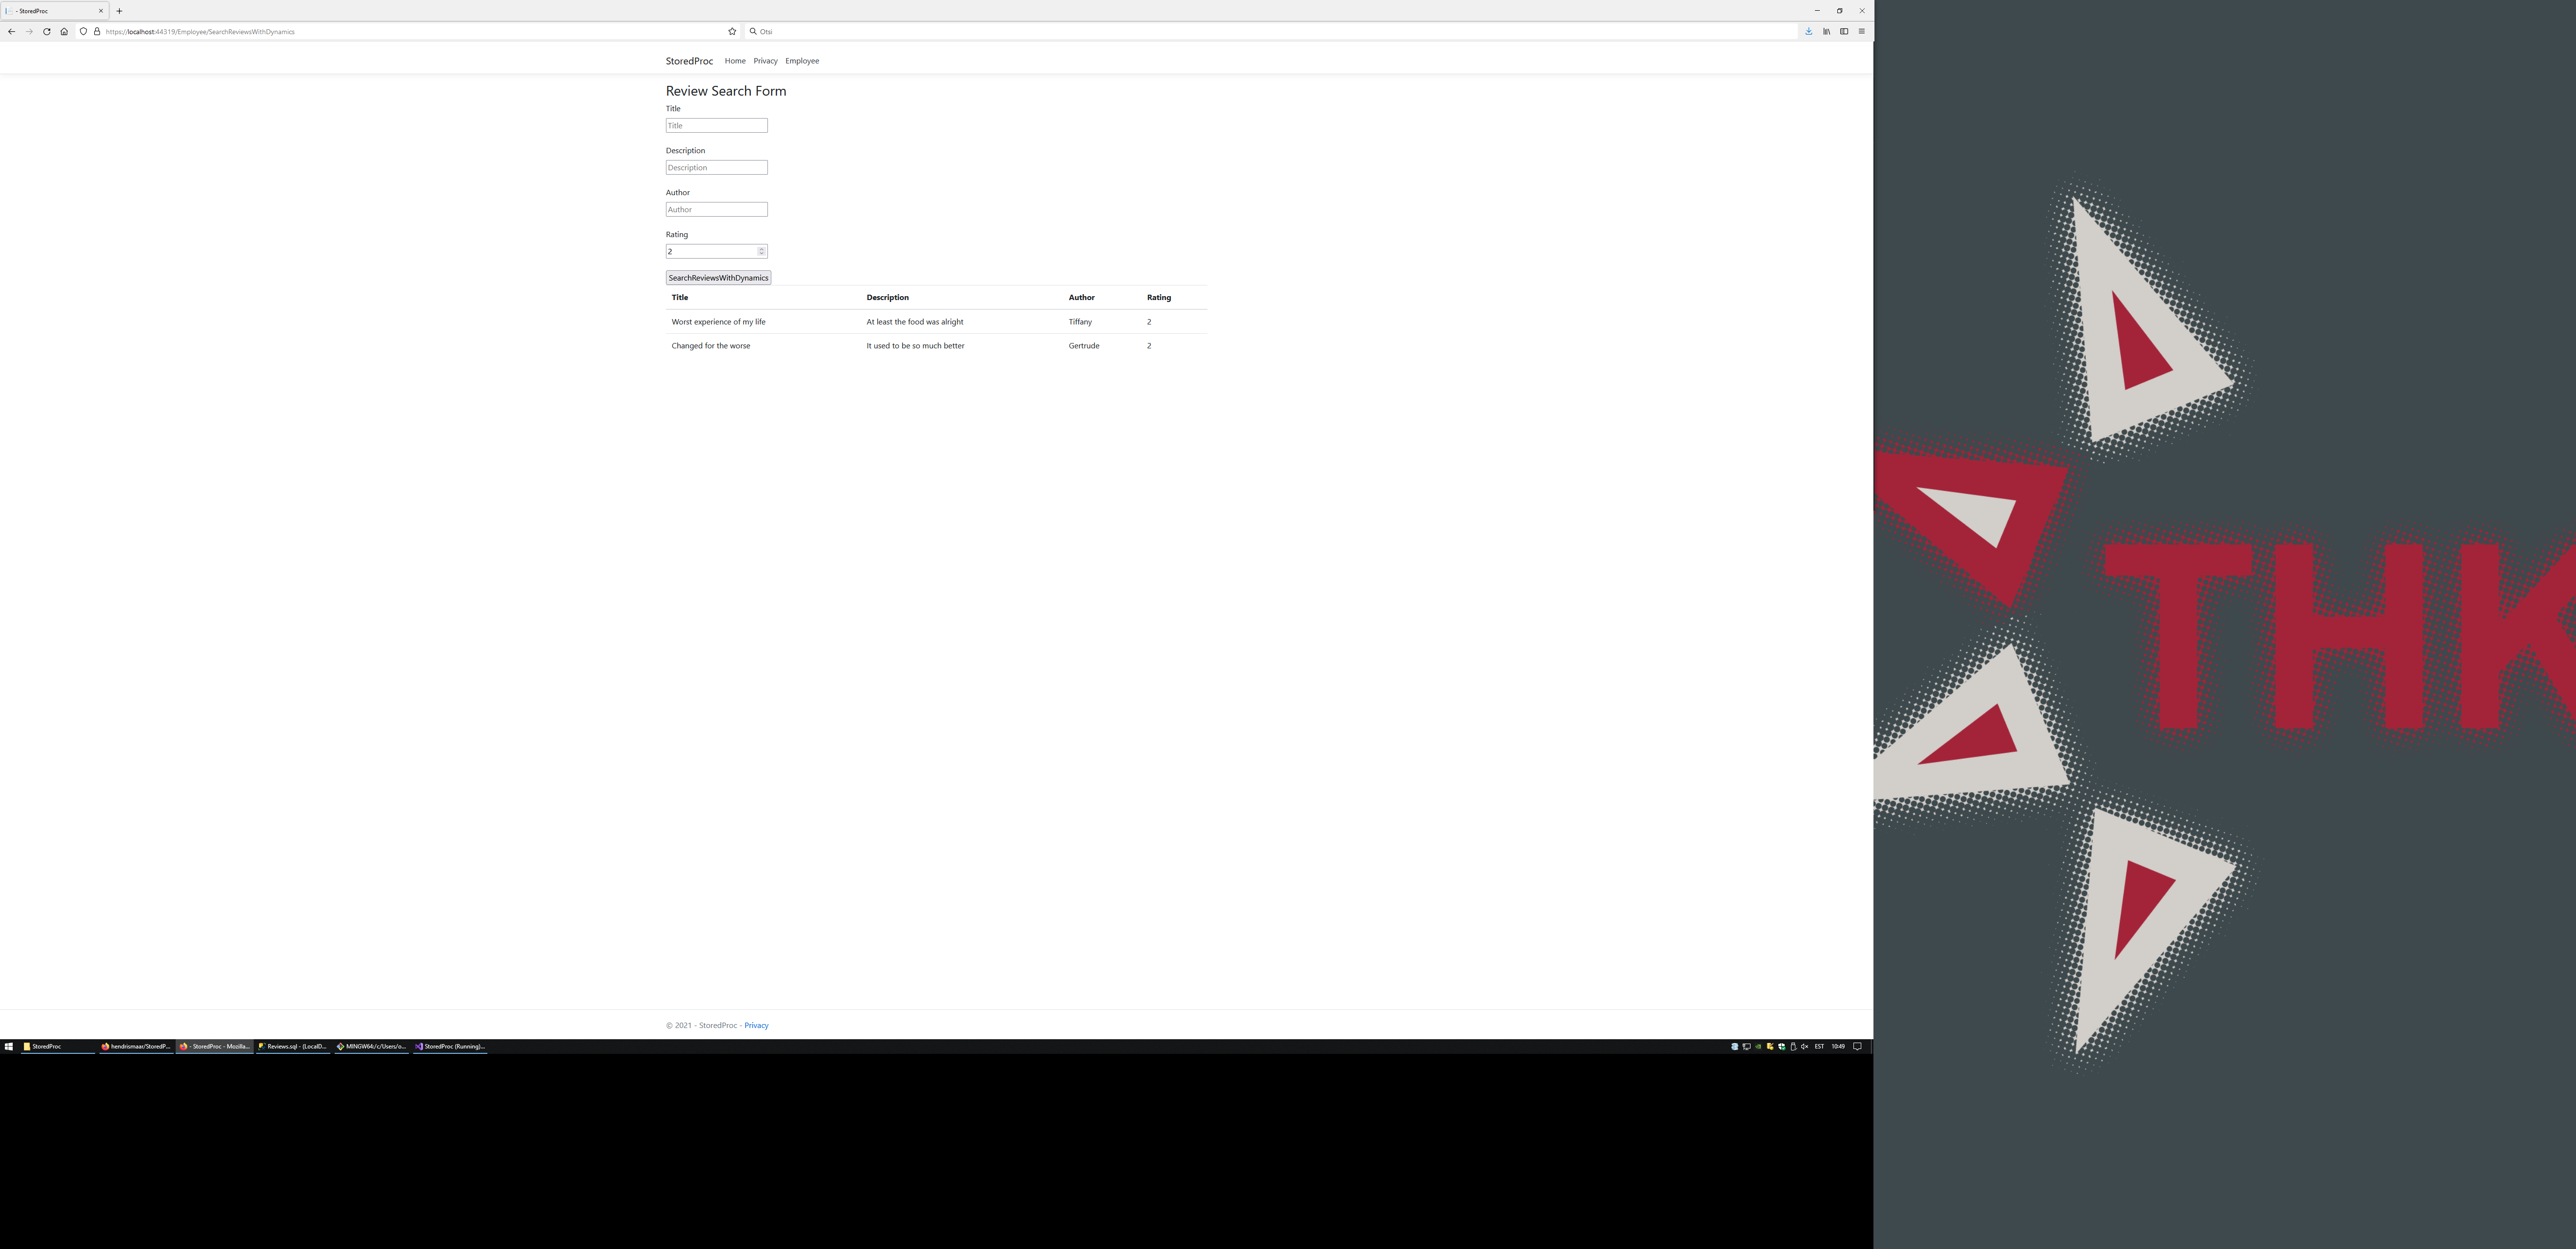 - StoredProc
https://localhost:44319/Employee/SearchReviewsWithDynamics
Otsi
StoredProc Home Privacy Employee
Review Search Form
Title
Title
Description
Description
Author
Author
Rating
2
SearchReviewsWithDynamics
Title Description Author Rating
Worst experience of my life At least the food was alright Tiffany 2
Changed for the worse It used to be so much better Gertrude 2
THK
© 2021 - StoredProc - Privacy
StoredProc hendrismaar/StoredP... - StoredProc - Mozilla... Reviews.sql - (LocalD... MINGW64:/c/Users/o... StoredProc (Running)... EST 10:49